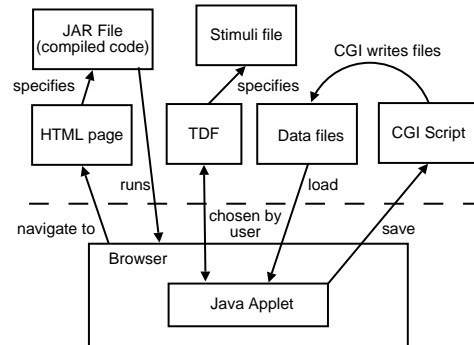 JAR File
(compiled code)
Stimuli file
CGI writes files
specifies
specifies
HTML page
TDF
Data files
CGI Script
runs
load
chosen by
user
navigate to
save
Browser
Java Applet